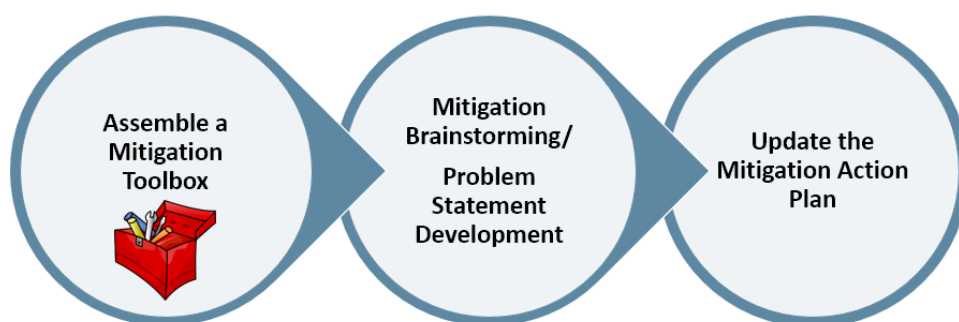 Assemble a
Mitigation
Toolbox
Mitigation
Brainstorming/
Problem
Statement
Development
Update the
Mitigation Action
Plan